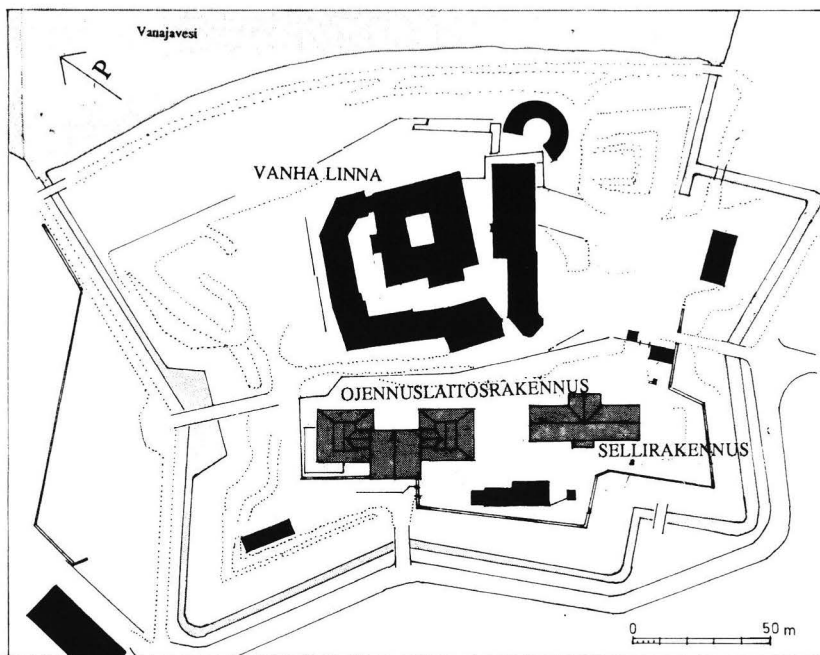 Vanajavesi
P
VANHA LINNA
OJENNUSLAITOSRAKENNUS
SELLIRAKENNUS
0 50 m